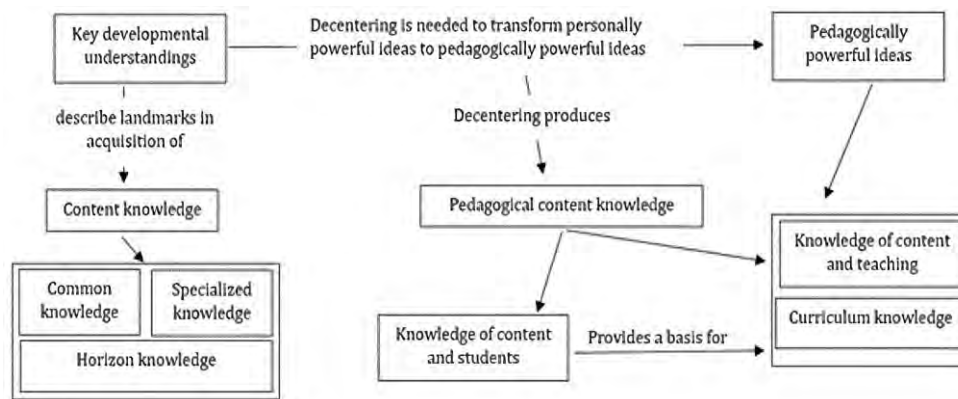 Key developmental
understandings
Decentering is needed to transform personally
powerful ideas to pedagogically powerful ideas
Pedagogically
powerful ideas
describe landmarks in
acquisition of
Decentering produces
Content knowledge
Pedagogical content knowledge
Common
knowledge
Specialized
knowledge
Horizon knowledge
Knowledge of content
and students
Provides a basis for
Knowledge of content
and teaching
Curriculum knowledge